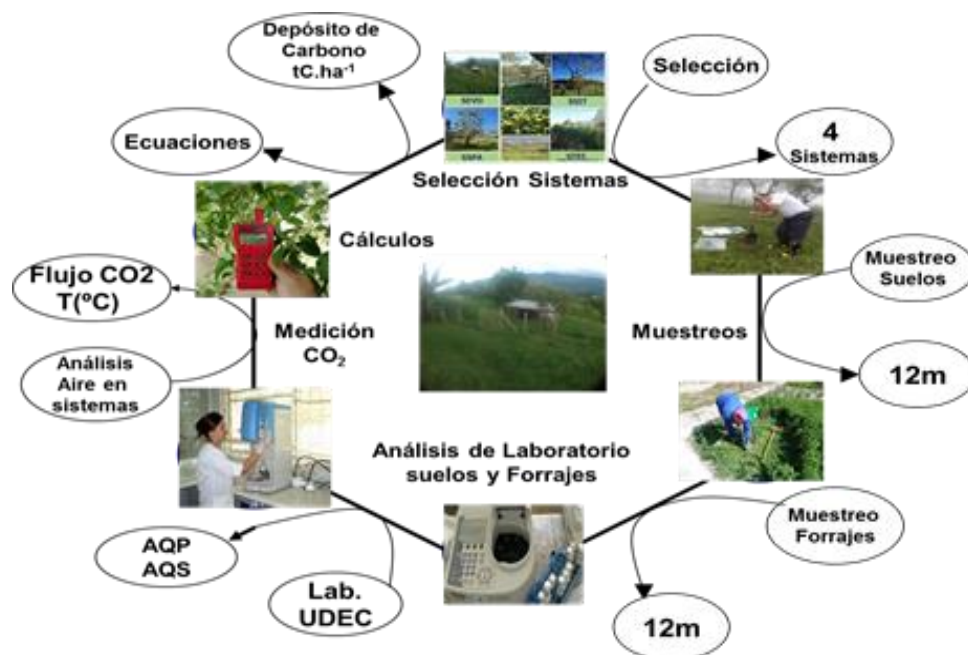 Depósito de
Carbono
tC.ha⁻¹
Selección
Ecuaciones
4
Sistemas
Selección Sistemas
Cálculos
Flujo CO2
T(ºC)
Muestreo
Suelos
Medición
CO₂
Muestreos
Análisis
Aire en
sistemas
12m
Análisis de Laboratorio
suelos y Forrajes
Muestreo
Forrajes
AQP
AQS
Lab.
UDEC
12m